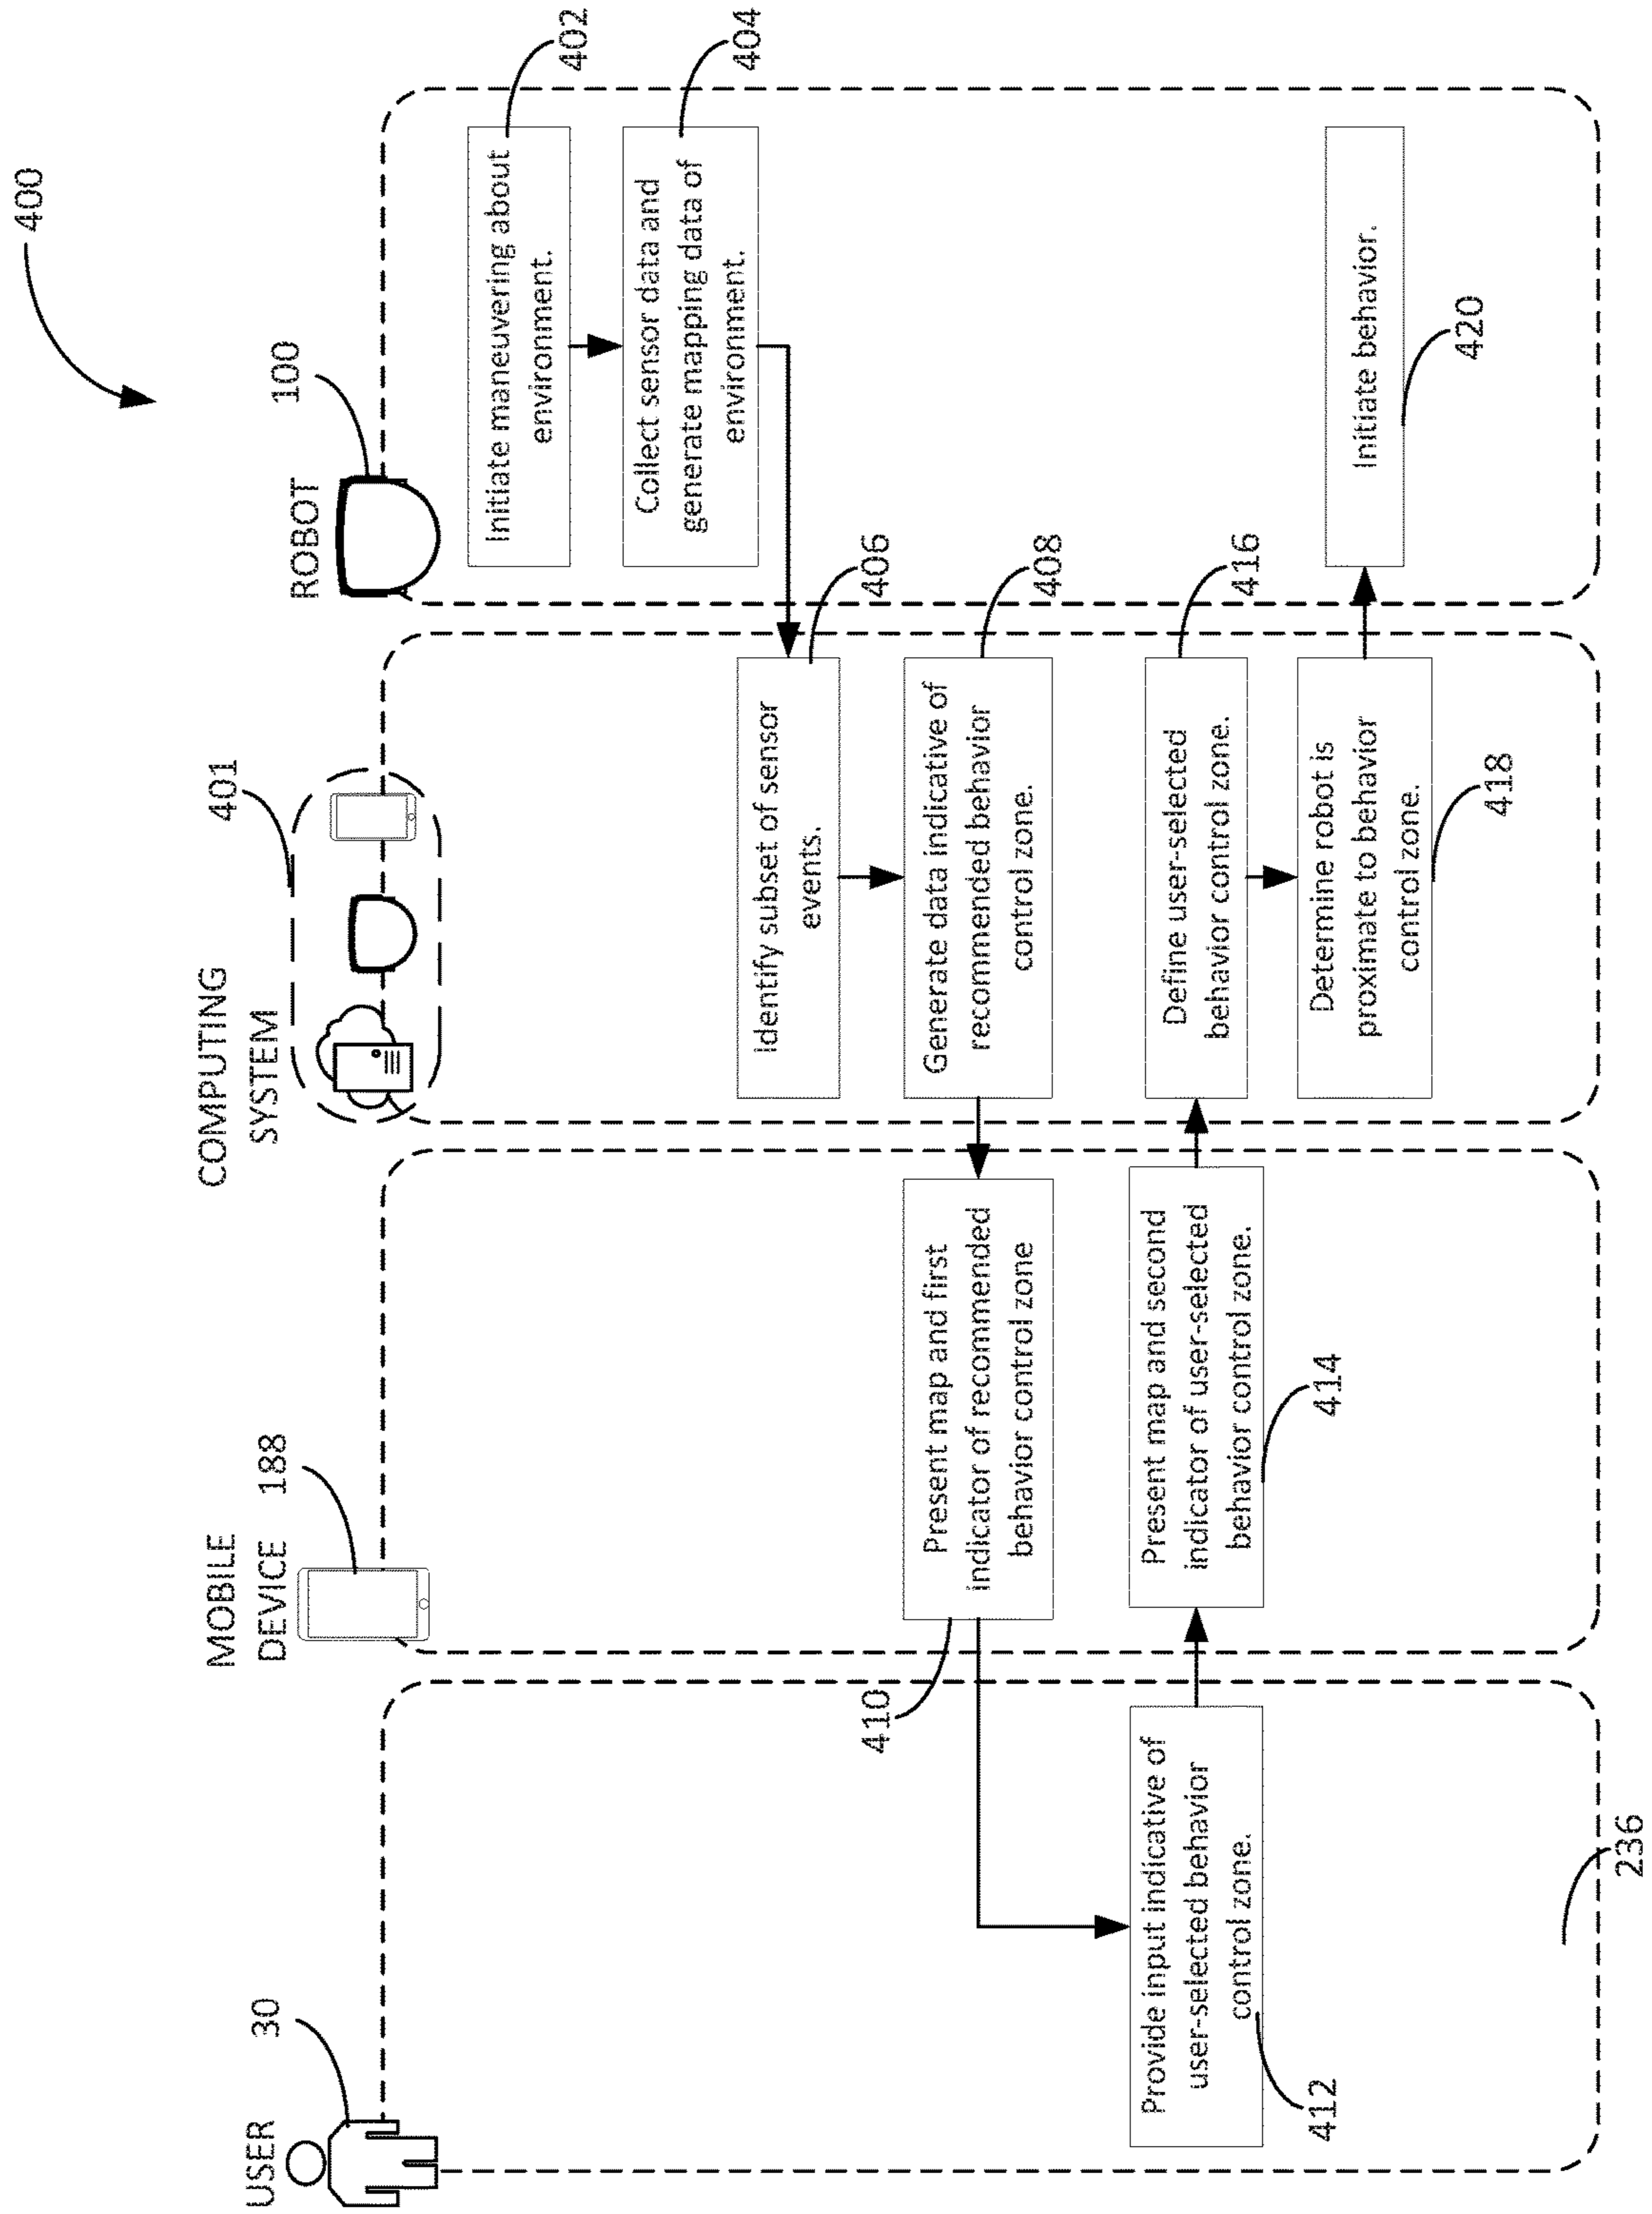 400
USER
30
MOBILE
DEVICE
188
COMPUTING
SYSTEM
401
ROBOT
100
Initiate maneuvering about
environment.
402
Collect sensor data and
generate mapping data of
environment.
404
Identify subset of sensor
events.
406
Generate data indicative of
recommended behavior
control zone.
408
Present map and first
indicator of recommended
behavior control zone
410
Provide input indicative of
user-selected behavior
control zone.
412
Present map and second
indicator of user-selected
behavior control zone.
414
Define user-selected
behavior control zone.
416
Determine robot is
proximate to behavior
control zone.
418
Initiate behavior.
420
236